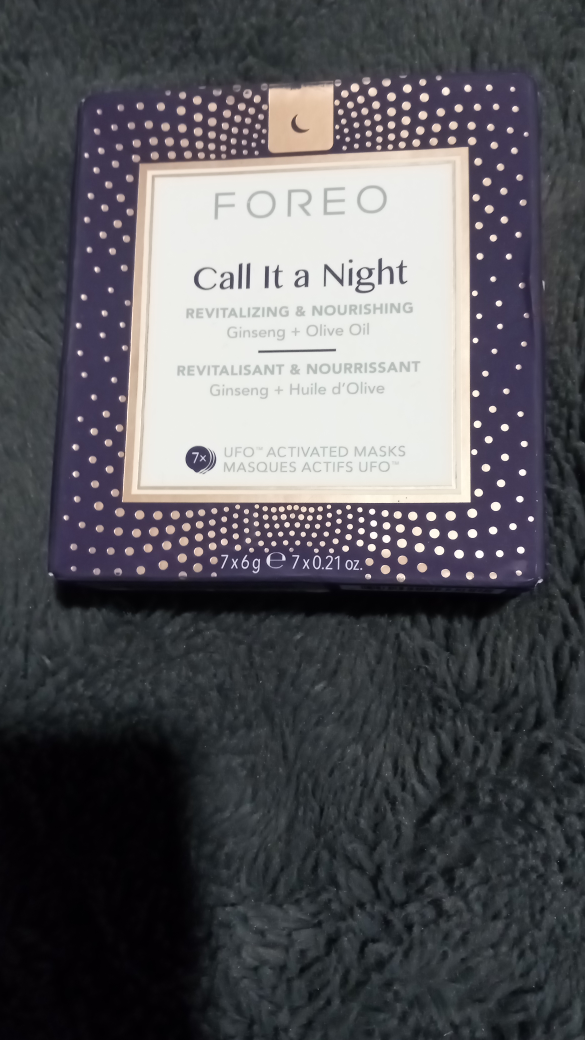 FOREO
Call It a Night
REVITALIZING & NOURISHING
Ginseng + Olive Oil
REVITALISANT & NOURRISSANT
Ginseng + Huile d'Olive
7x UFO™ ACTIVATED MASKS
MASQUES ACTIFS UFO™
7 x 6 g ℮ 7 x 0.21 oz.